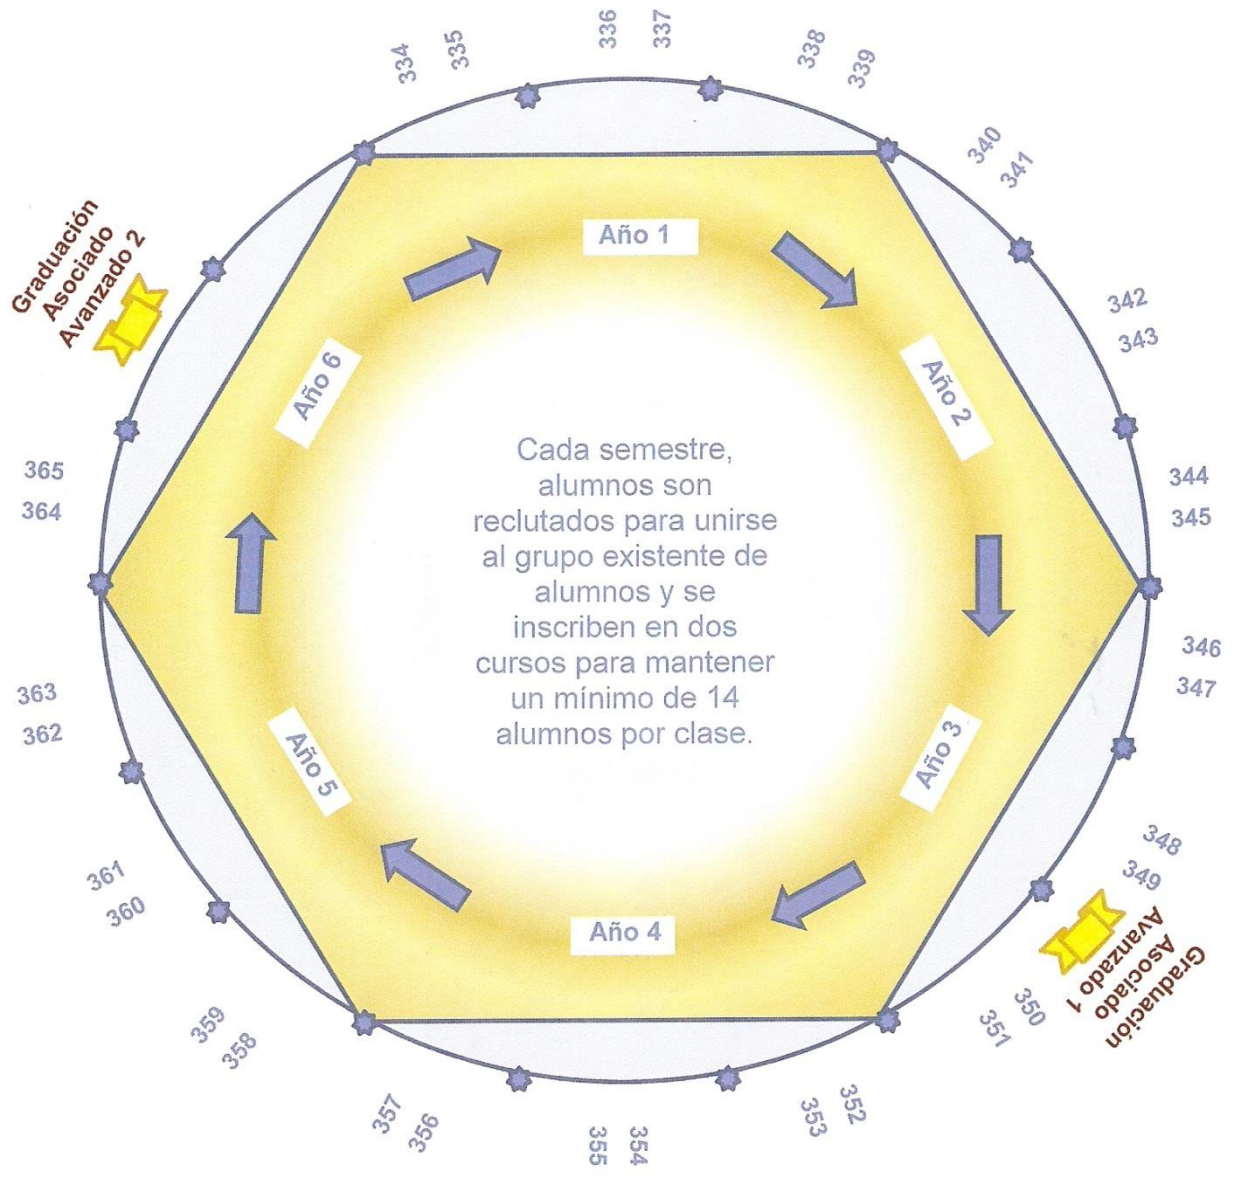 334
335
336
337
338
339
340
341
342
343
344
345
346
347
348
349
Graduación
Asociado
Avanzado 1
350
351
352
353
354
355
356
357
358
359
360
361
362
363
364
365
Graduación
Asociado
Avanzado 2
Año 1
Año 2
Año 3
Año 4
Año 5
Año 6
Cada semestre,
alumnos son
reclutados para unirse
al grupo existente de
alumnos y se
inscriben en dos
cursos para mantener
un mínimo de 14
alumnos por clase.